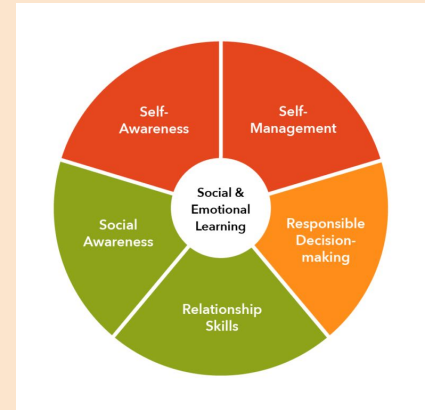 Self-
Awareness
Self-
Management
Social &
Emotional
Learning
Social
Awareness
Responsible
Decision-
making
Relationship
Skills